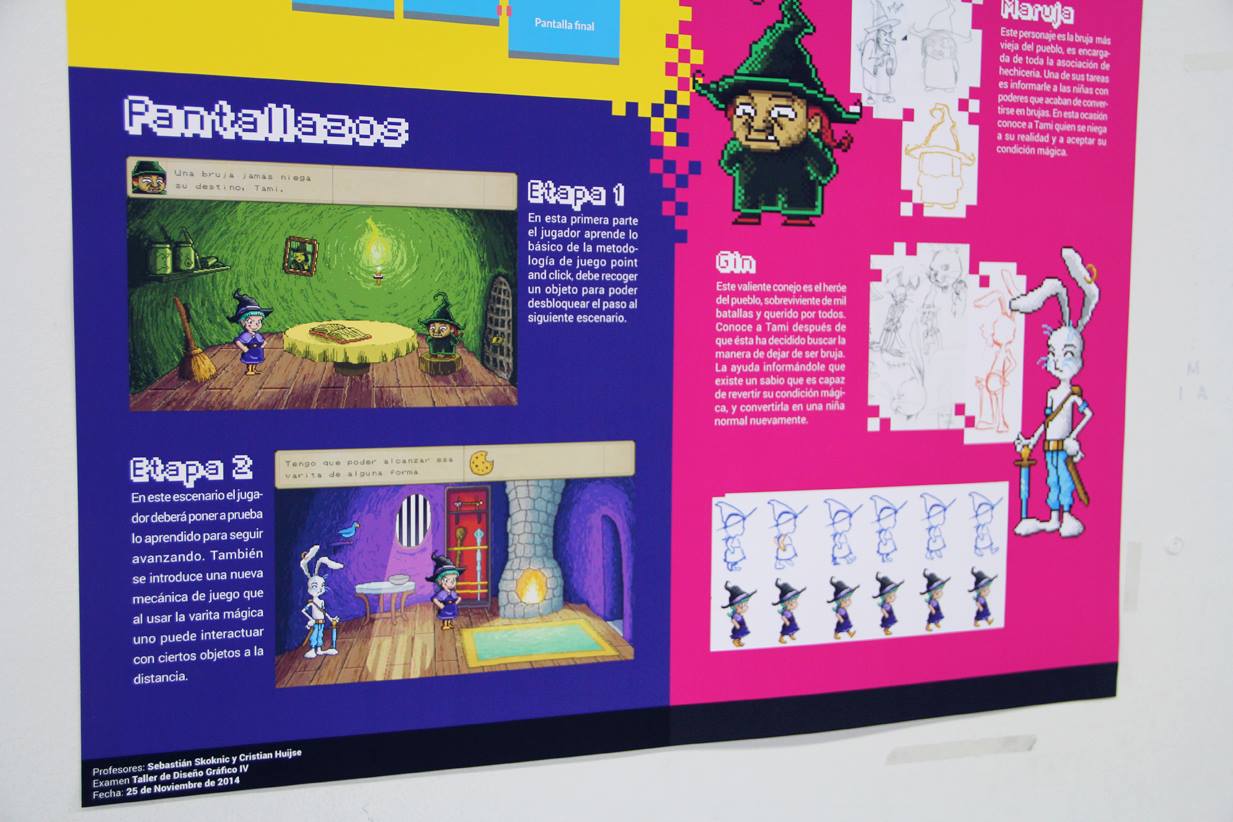 Pantalla final
Pantallazos
Una bruja jamas niega
su destino, Tami.
Etapa 1
En esta primera parte
el jugador aprende lo
básico de la metodo-
logía de juego point
and click, debe recoger
un objeto para poder
desbloquear el paso al
siguiente escenario.
Etapa 2
En este escenario el juga-
dor deberá poner a prueba
lo aprendido para seguir
avanzando. También
se introduce una nueva
mecánica de juego que
al usar la varita mágica
uno puede interactuar
con ciertos objetos a la
distancia.
Tengo que poder alcanzar esa
varita de alguna forma
Maruja
Este personaje es la bruja más
vieja del pueblo, es encarga-
da de toda la asociación de
hechicería. Una de sus tareas
es informarle a las niñas con
poderes que acaban de conver-
tirse en brujas. En esta ocasión
conoce a Tami quien se niega
a su realidad y a aceptar su
condición mágica.
Gin
Este valiente conejo es el heróe
del pueblo, sobreviviente de mil
batallas y querido por todos.
Conoce a Tami después de
que ésta ha decidido buscar la
manera de dejar de ser bruja.
La ayuda informándole que
existe un sabio que es capaz
de revertir su condición mági-
ca, y convertirla en una niña
normal nuevamente.
Profesores: Sebastián Skoknic y Cristian Huijse
Examen Taller de Diseño Gráfico IV
Fecha: 25 de Noviembre de 2014